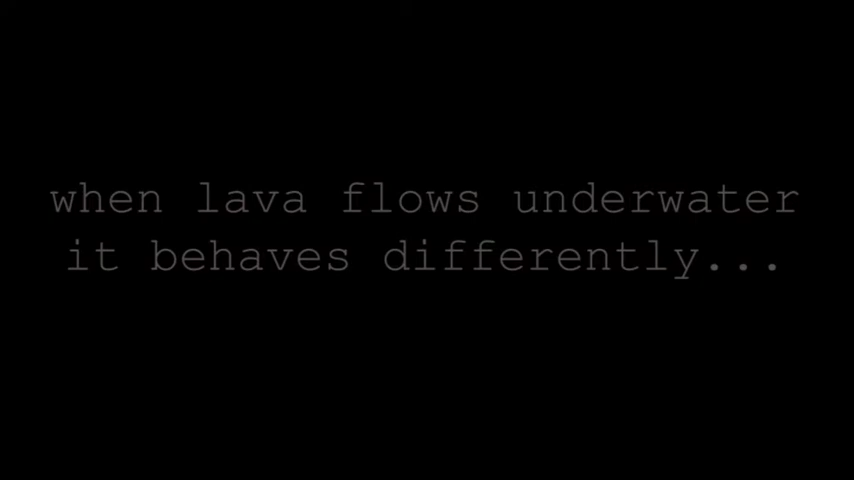 when lava flows underwater
it behaves differently...